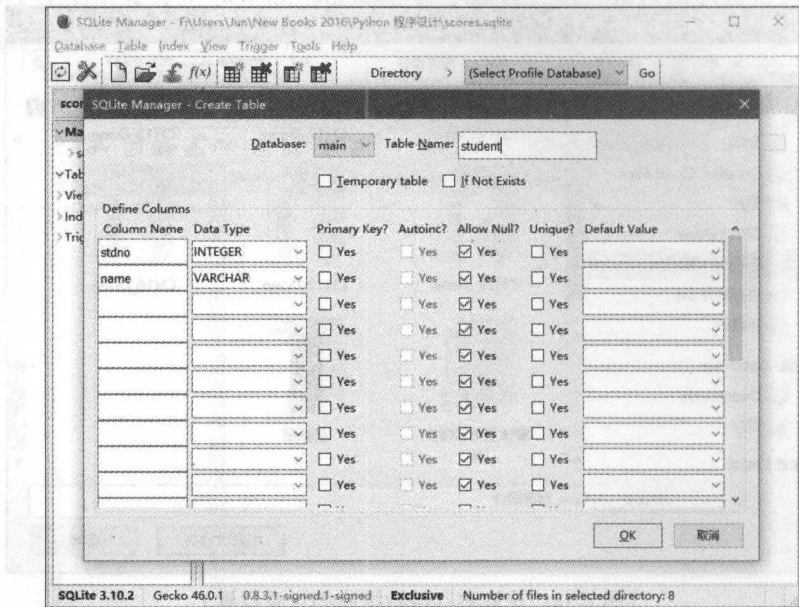 SQLite Manager - F:\Users\Jun\New Books 2016\Python 程序设计\scores.sqlite
Database Table Index View Trigger Tools Help
f(x) Directory > (Select Profile Database) Go
scor
SQLite Manager - Create Table
Ma
Tab
Vie
Ind
Trig
Database: main Table Name: student
Temporary table If Not Exists
Define Columns
Column Name Data Type Primary Key? Autoinc? Allow Null? Unique? Default Value
stdno INTEGER Yes Yes Yes Yes
name VARCHAR Yes Yes Yes Yes
Yes Yes Yes Yes
Yes Yes Yes Yes
Yes Yes Yes Yes
Yes Yes Yes Yes
Yes Yes Yes Yes
Yes Yes Yes Yes
Yes Yes Yes Yes
Yes Yes Yes Yes
OK 取消
SQLite 3.10.2 Gecko 46.0.1 0.8.3.1-signed.1-signed Exclusive Number of files in selected directory: 8